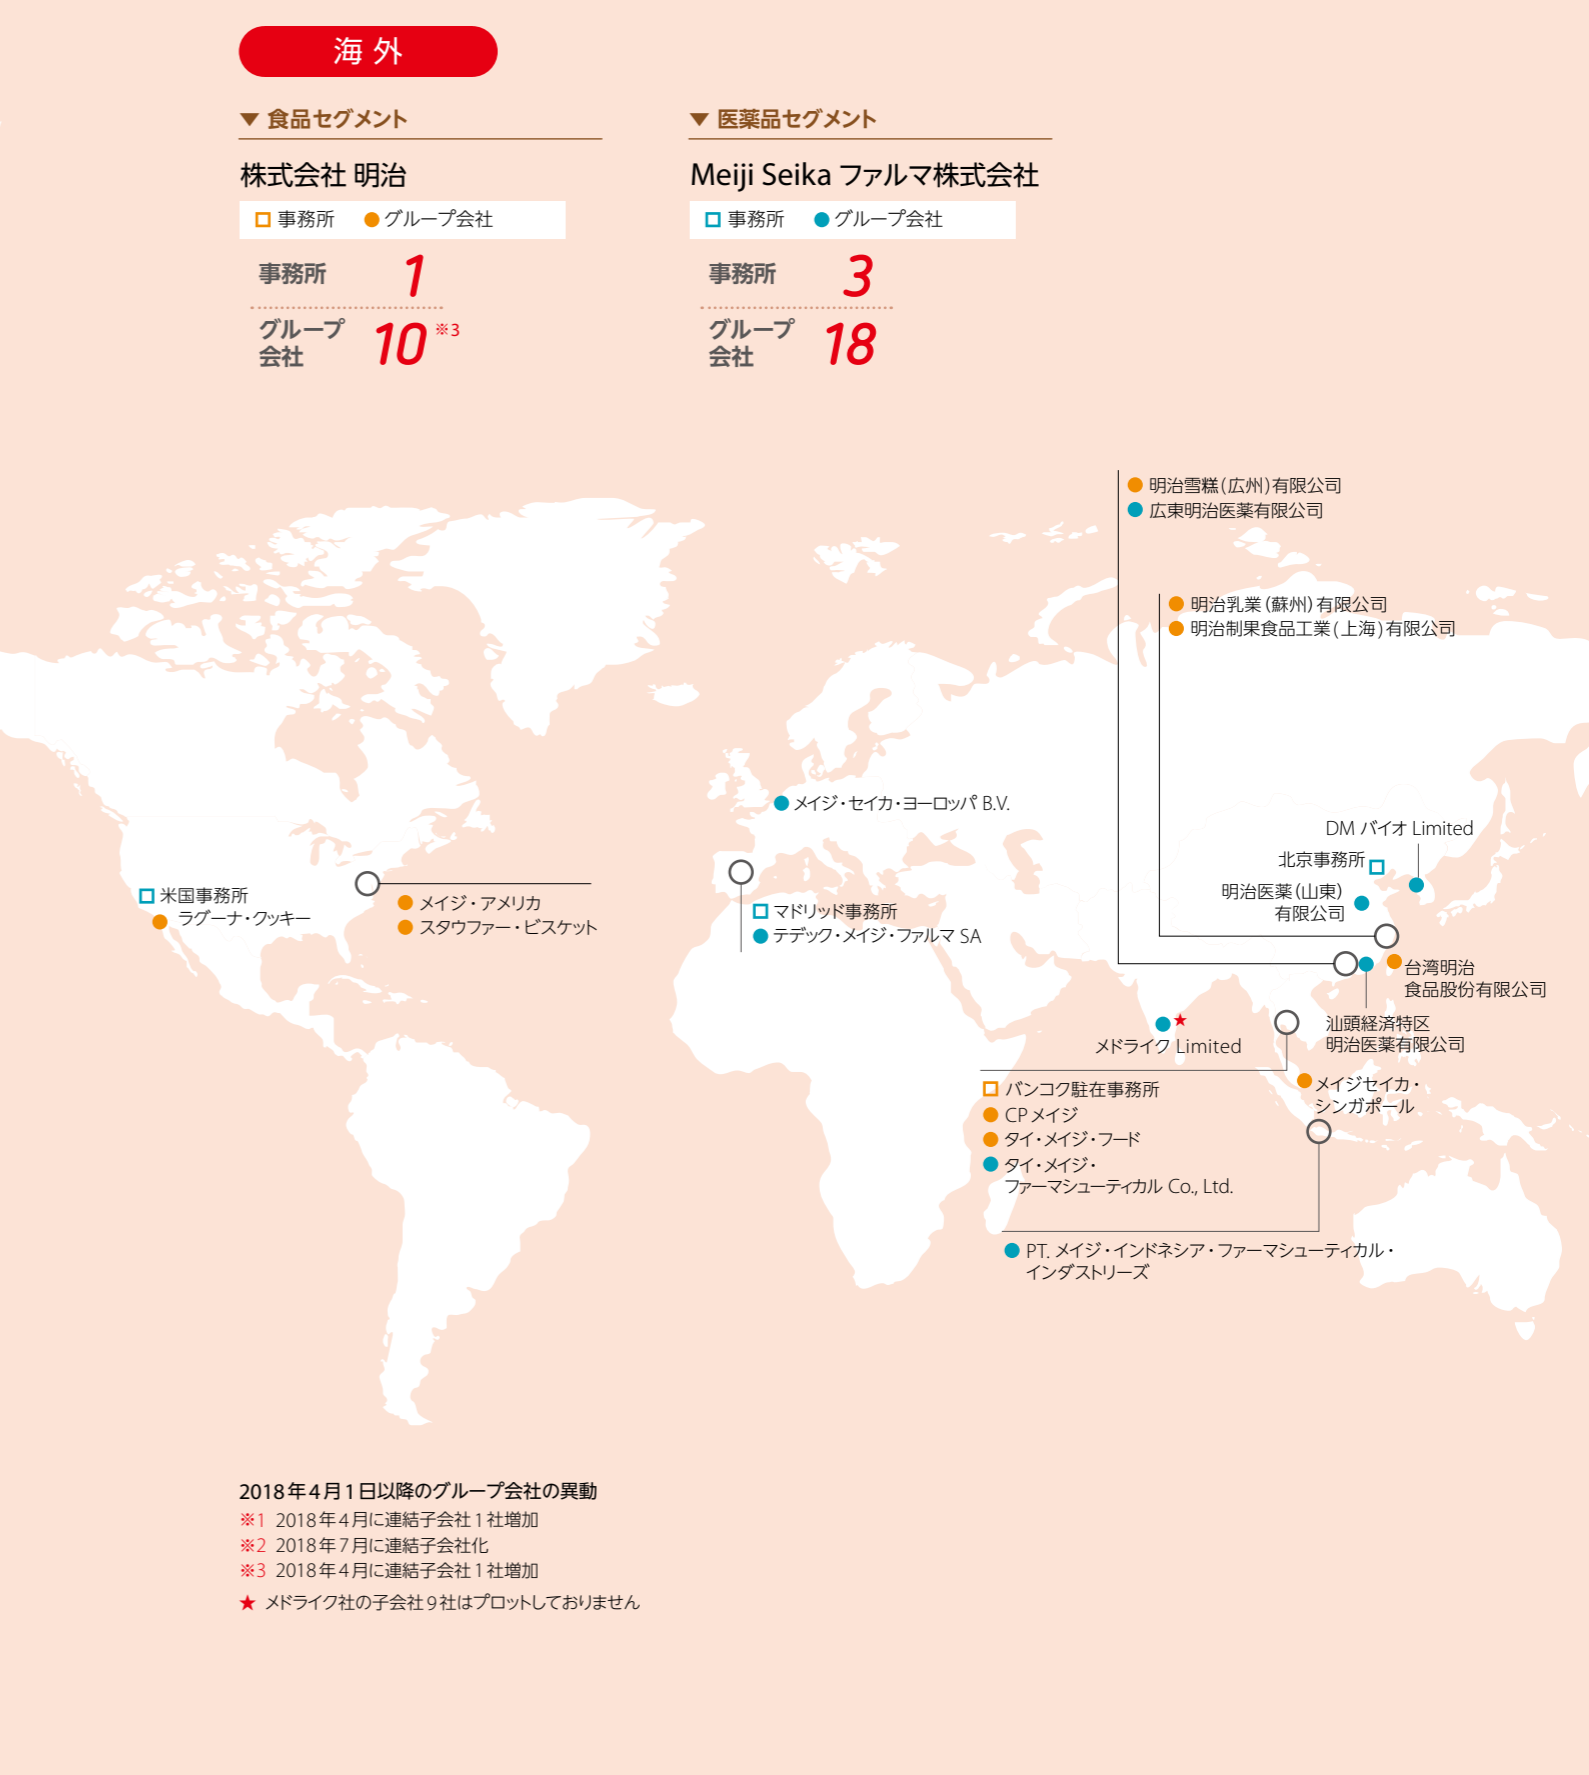 海外
▼ 食品セグメント
株式会社 明治
事務所 グループ会社
事務所 1
グループ
会社 10 ※3
▼ 医薬品セグメント
Meiji Seika ファルマ株式会社
事務所 グループ会社
事務所 3
グループ
会社 18
明治雪糕(広州)有限公司
広東明治医薬有限公司
明治乳業(蘇州)有限公司
明治制果食品工業(上海)有限公司
メイジ・セイカ・ヨーロッパ B.V.
DM バイオ Limited
北京事務所
明治医薬(山東)
有限公司
米国事務所
ラグーナ・クッキー
メイジ・アメリカ
スタウファー・ビスケット
マドリッド事務所
テデック・メイジ・ファルマ SA
台湾明治
食品股份有限公司
汕頭経済特区
明治医薬有限公司
★
メドライク Limited
メイジセイカ・
シンガポール
バンコク駐在事務所
CP メイジ
タイ・メイジ・フード
タイ・メイジ・
ファーマシューティカル Co., Ltd.
PT. メイジ・インドネシア・ファーマシューティカル・
インダストリーズ
2018年4月1日以降のグループ会社の異動
※1 2018年4月に連結子会社1社増加
※2 2018年7月に連結子会社化
※3 2018年4月に連結子会社1社増加
★ メドライク社の子会社9社はプロットしておりません